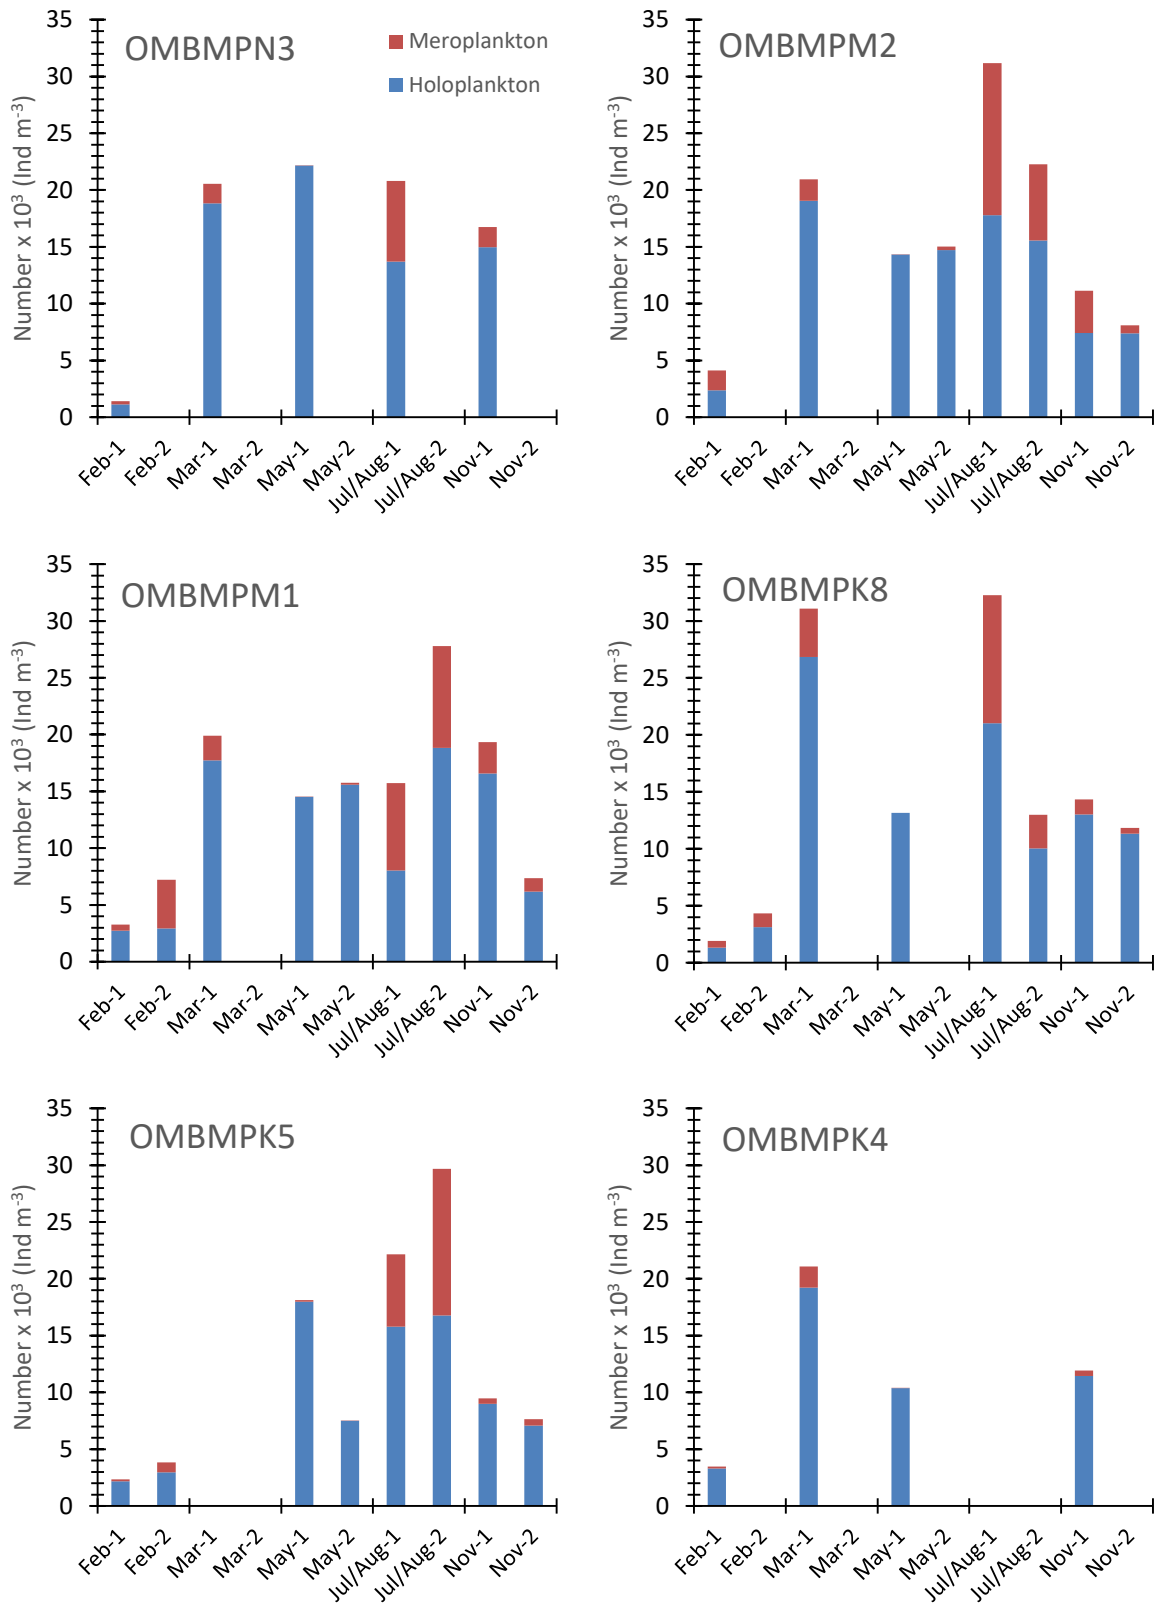 OMBMPN3
Meroplankton
Holoplankton
Number x 10³ (Ind m⁻³)
35
30
25
20
15
10
5
0
Feb-1
Feb-2
Mar-1
Mar-2
May-1
May-2
Jul/Aug-1
Jul/Aug-2
Nov-1
Nov-2
OMBMPM2
Number x 10³ (Ind m⁻³)
35
30
25
20
15
10
5
0
Feb-1
Feb-2
Mar-1
Mar-2
May-1
May-2
Jul/Aug-1
Jul/Aug-2
Nov-1
Nov-2
OMBMPM1
Number x 10³ (Ind m⁻³)
35
30
25
20
15
10
5
0
Feb-1
Feb-2
Mar-1
Mar-2
May-1
May-2
Jul/Aug-1
Jul/Aug-2
Nov-1
Nov-2
OMBMPK8
Number x 10³ (Ind m⁻³)
35
30
25
20
15
10
5
0
Feb-1
Feb-2
Mar-1
Mar-2
May-1
May-2
Jul/Aug-1
Jul/Aug-2
Nov-1
Nov-2
OMBMPK5
Number x 10³ (Ind m⁻³)
35
30
25
20
15
10
5
0
Feb-1
Feb-2
Mar-1
Mar-2
May-1
May-2
Jul/Aug-1
Jul/Aug-2
Nov-1
Nov-2
OMBMPK4
Number x 10³ (Ind m⁻³)
35
30
25
20
15
10
5
0
Feb-1
Feb-2
Mar-1
Mar-2
May-1
May-2
Jul/Aug-1
Jul/Aug-2
Nov-1
Nov-2